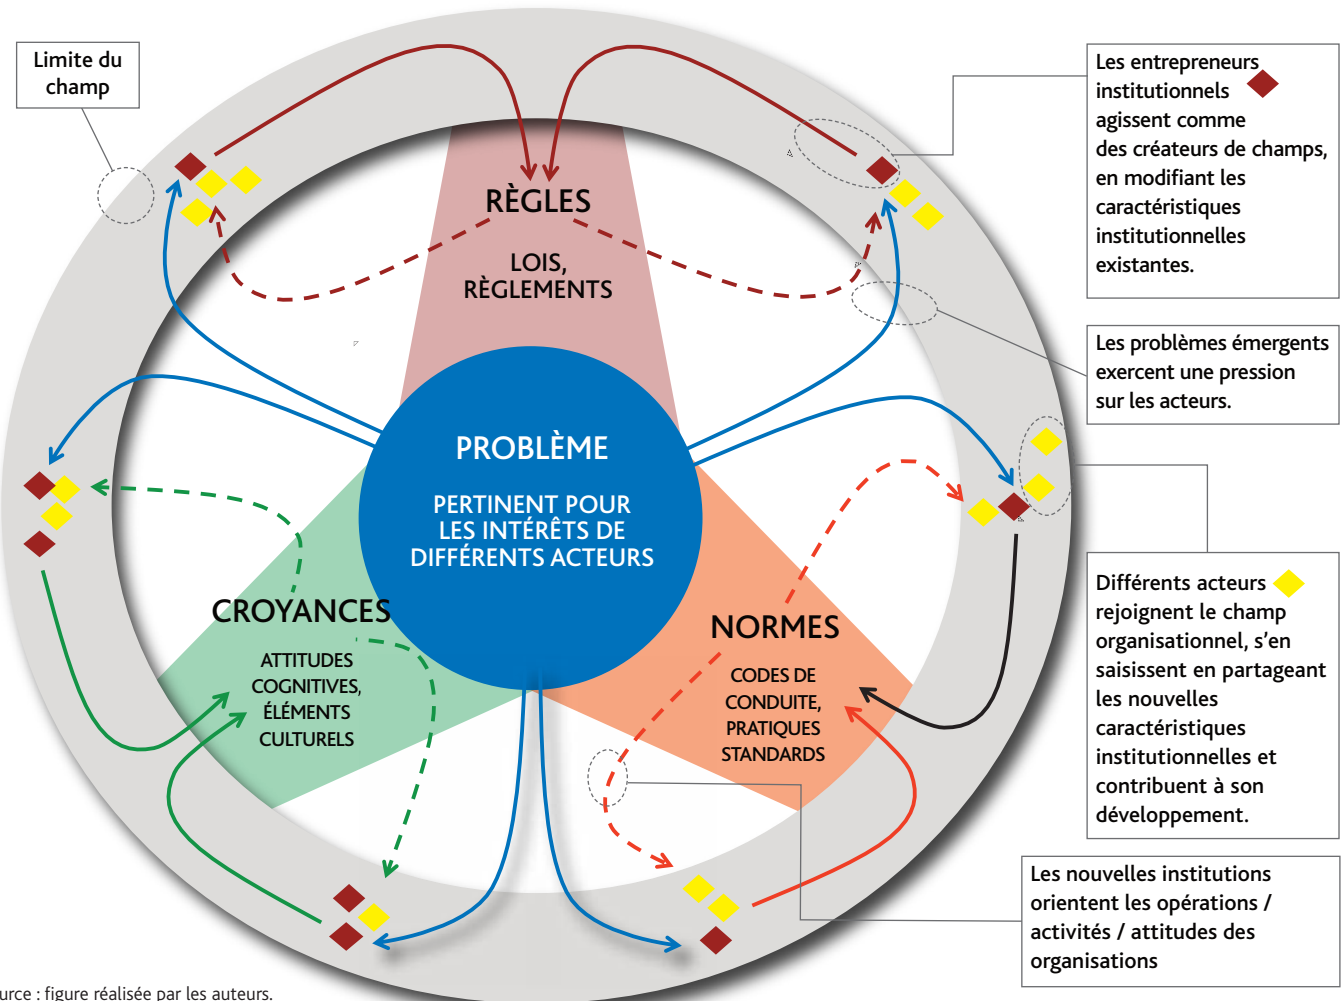 Limite du
champ
RÈGLES
LOIS,
RÈGLEMENTS
PROBLÈME
PERTINENT POUR
LES INTÉRÊTS DE
DIFFÉRENTS ACTEURS
CROYANCES
ATTITUDES
COGNITIVES,
ÉLÉMENTS
CULTURELS
NORMES
CODES DE
CONDUITE,
PRATIQUES
STANDARDS
Les entrepreneurs
institutionnels
agissent comme
des créateurs de champs,
en modifiant les
caractéristiques
institutionnelles
existantes.
Les problèmes émergents
exercent une pression
sur les acteurs.
Différents acteurs
rejoignent le champ
organisationnel, s'en
saisissent en partageant
les nouvelles
caractéristiques
institutionnelles et
contribuent à son
développement.
Les nouvelles institutions
orientent les opérations /
activités / attitudes des
organisations
urce : figure réalisée par les auteurs.